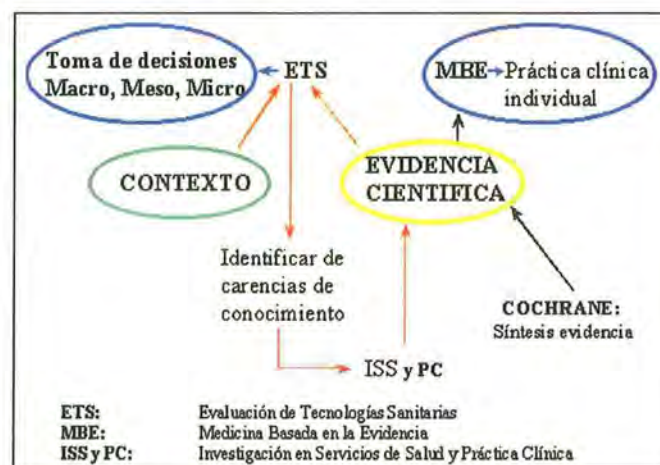 Toma de decisiones
Macro, Meso, Micro
ETS
MBE
Práctica clínica
individual
CONTEXTO
EVIDENCIA
CIENTIFICA
Identificar de
carencias de
conocimiento
COCHRANE:
Síntesis evidencia
ISS y PC
ETS: Evaluación de Tecnologías Sanitarias
MBE: Medicina Basada en la Evidencia
ISS y PC: Investigación en Servicios de Salud y Práctica Clínica